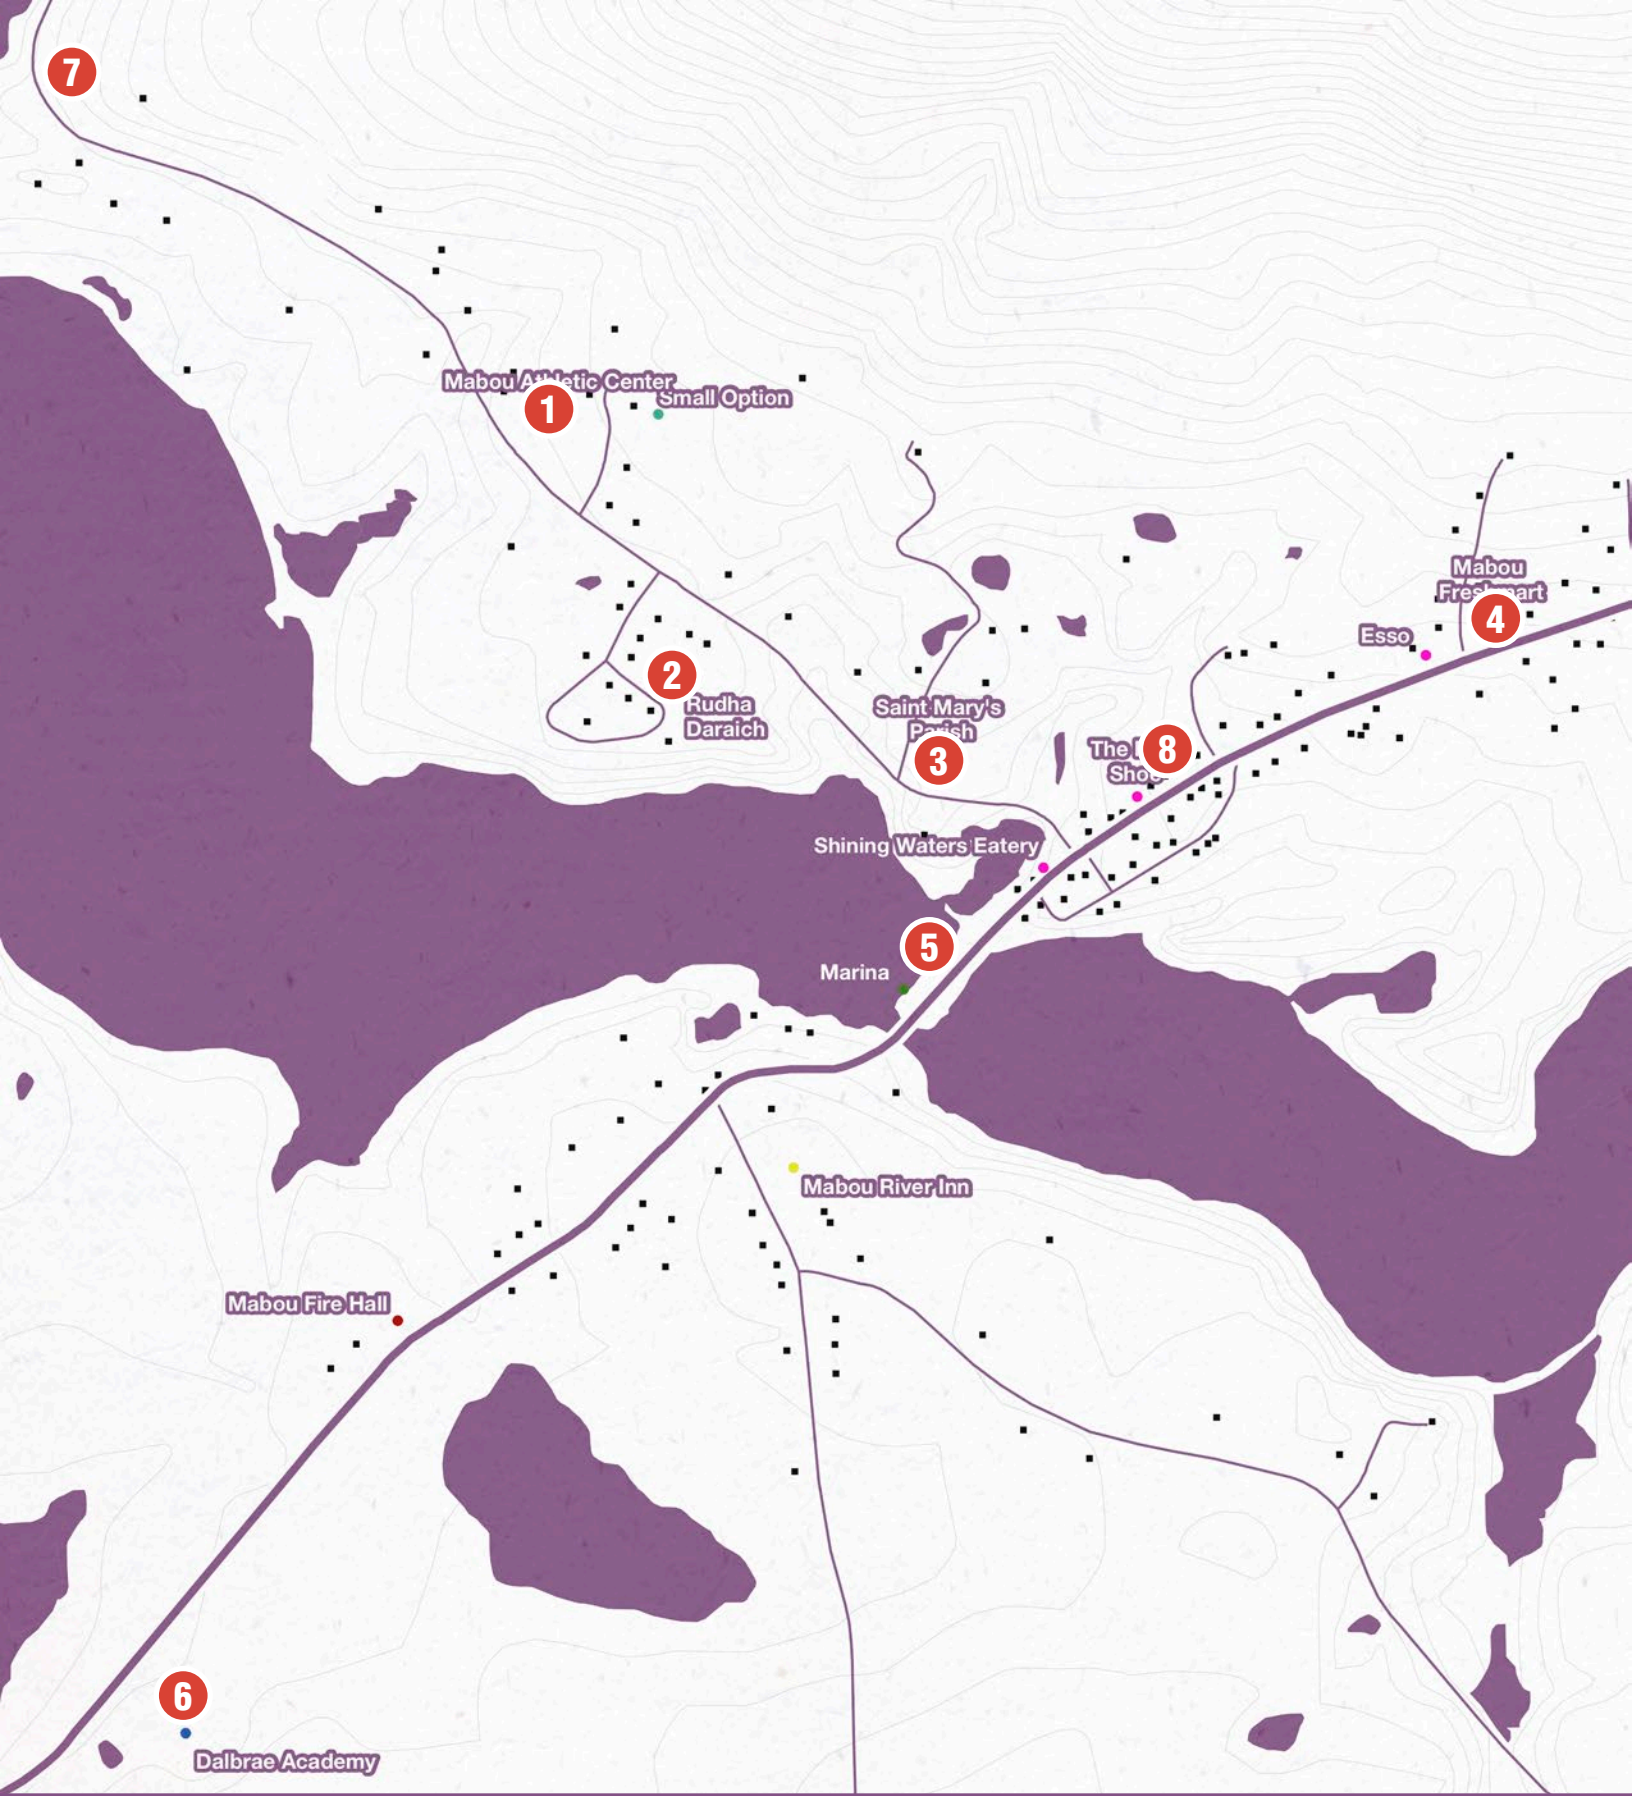 7
Mabou Athletic Center
1
Small Option
Mabou
4
Esso
2
Rudha
Daraich
Saint Mary's
Parish
3
The
8
Shining Waters Eatery
5
Marina
Mabou River Inn
Mabou Fire Hall
6
Dalbrae Academy